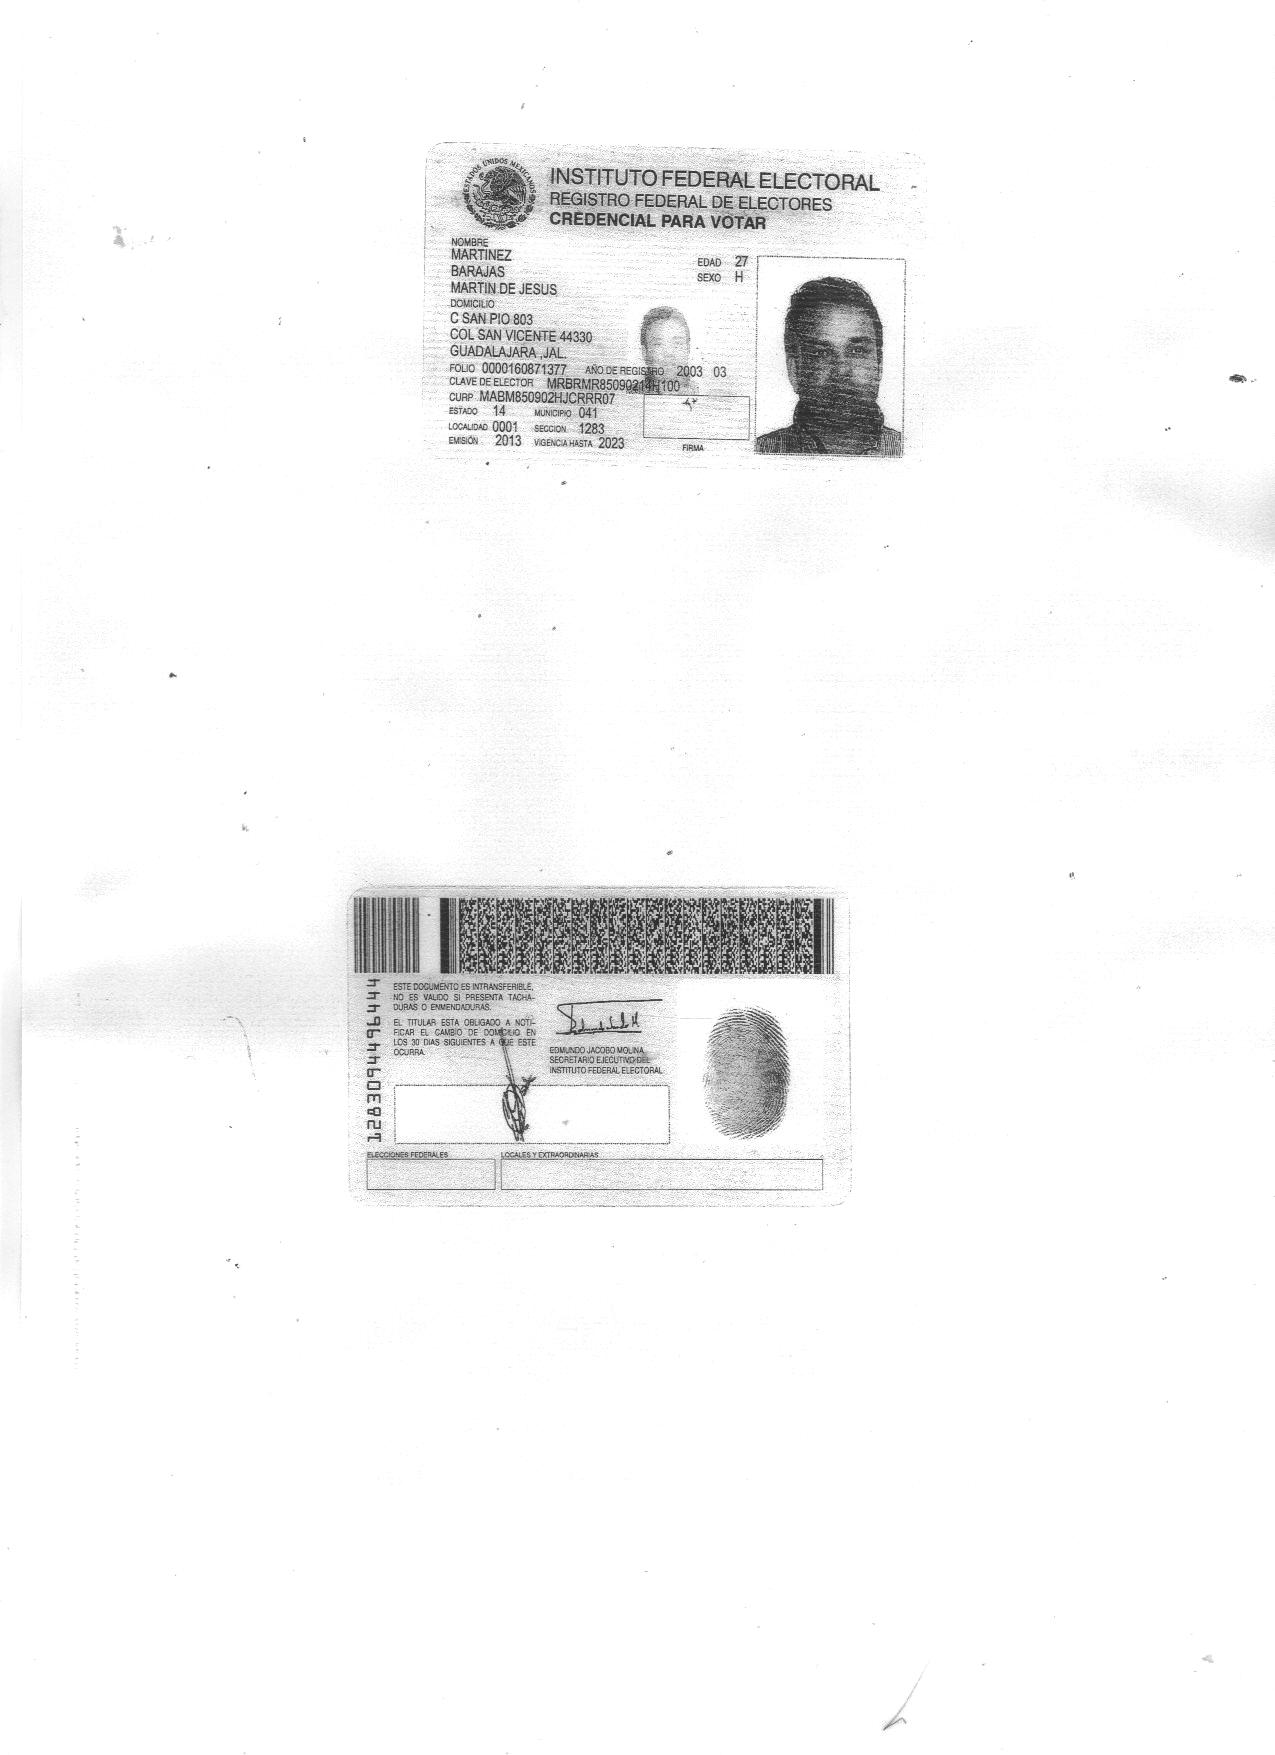 ESTADOS UNIDOS MEXICANOS
INSTITUTO FEDERAL ELECTORAL
REGISTRO FEDERAL DE ELECTORES
CREDENCIAL PARA VOTAR
NOMBRE
MARTINEZ
BARAJAS
MARTIN DE JESUS
EDAD 27
SEXO H
DOMICILIO
C SAN PIO 803
COL SAN VICENTE 44330
GUADALAJARA ,JAL.
FOLIO 0000160871377 AÑO DE REGISTRO 2003 03
CLAVE DE ELECTOR MRBRMR85090214H100
CURP MABM850902HJCRRR07
ESTADO 14 MUNICIPIO 041
LOCALIDAD 0001 SECCION 1283
EMISIÓN 2013 VIGENCIA HASTA 2023
FIRMA
1283094496444
ESTE DOCUMENTO ES INTRANSFERIBLE,
NO ES VALIDO SI PRESENTA TACHA-
DURAS O ENMENDADURAS.
EL TITULAR ESTA OBLIGADO A NOTI-
FICAR EL CAMBIO DE DOMICILIO EN
LOS 30 DIAS SIGUIENTES A QUE ESTE
OCURRA.
EDMUNDO JACOBO MOLINA
SECRETARIO EJECUTIVO DEL
INSTITUTO FEDERAL ELECTORAL
ELECCIONES FEDERALES
LOCALES Y EXTRAORDINARIAS